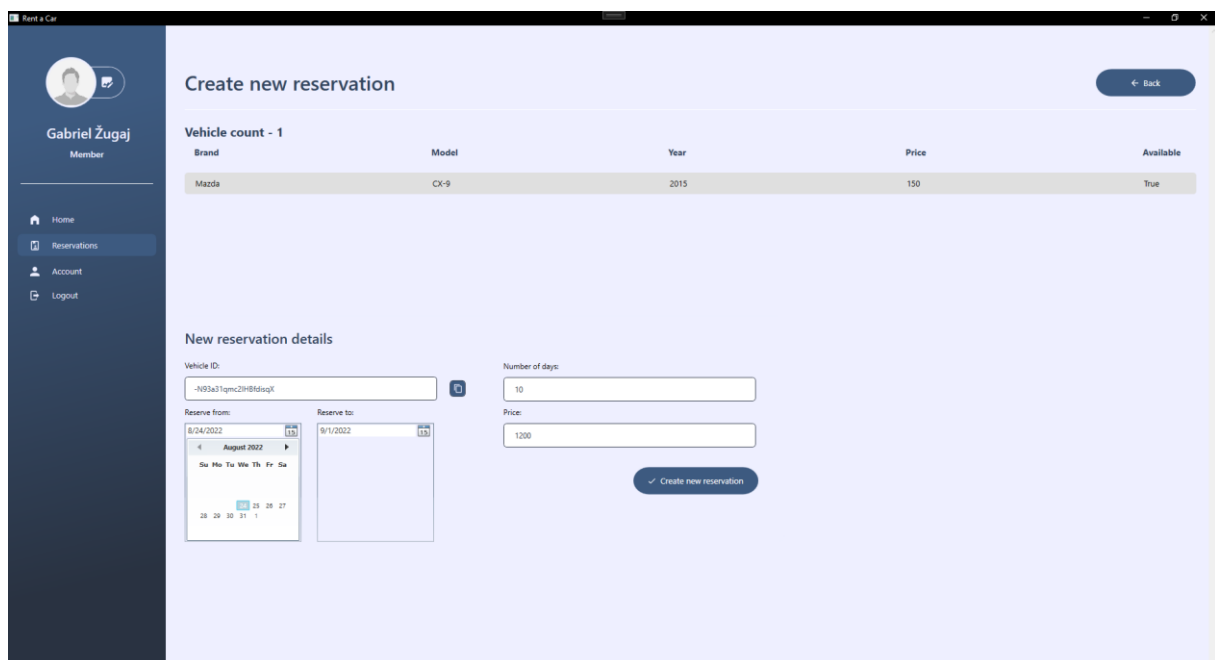 Rent a Car
Gabriel Žugaj
Member
Home
Reservations
Account
Logout
Create new reservation
← Back
Vehicle count - 1
Brand Model Year Price Available
Mazda CX-9 2015 150 True
New reservation details
Vehicle ID:
Number of days:
10
Reserve from: Reserve to:
Price:
8/24/2022 15 9/1/2022 15
1200
August 2022
Su Mo Tu We Th Fr Sa
24 25 26 27
28 29 30 31 1
Create new reservation